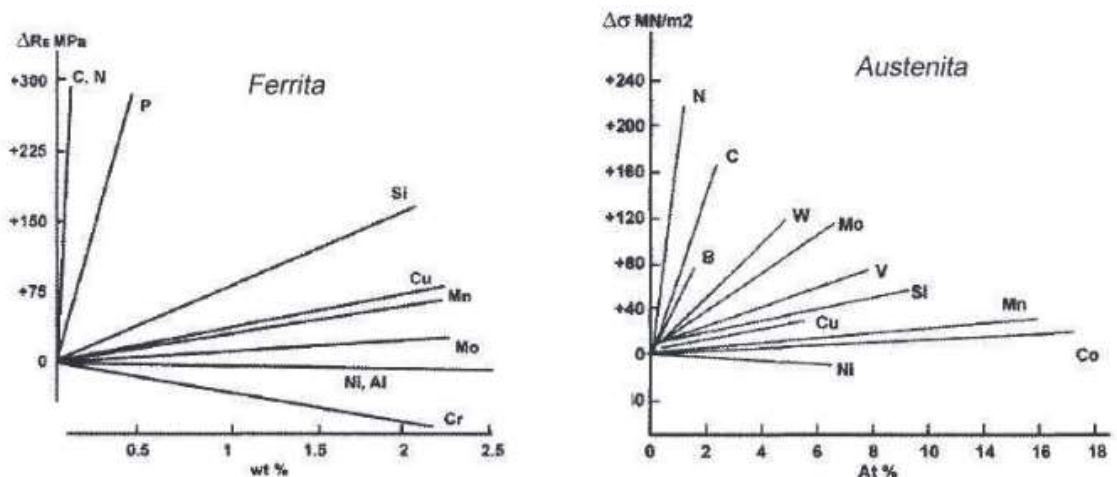 ΔRE MPa
Ferrita
+300
+225
+150
+75
0
C, N
P
Si
Cu
Mn
Mo
Ni, Al
Cr
0.5
1
1.5
2
2.5
wt %
Δσ MN/m2
Austenita
+240
+200
+160
+120
+80
+40
0
N
C
W
Mo
B
V
Si
Cu
Mn
Co
Ni
0
2
4
6
8
10
12
14
16
18
At %